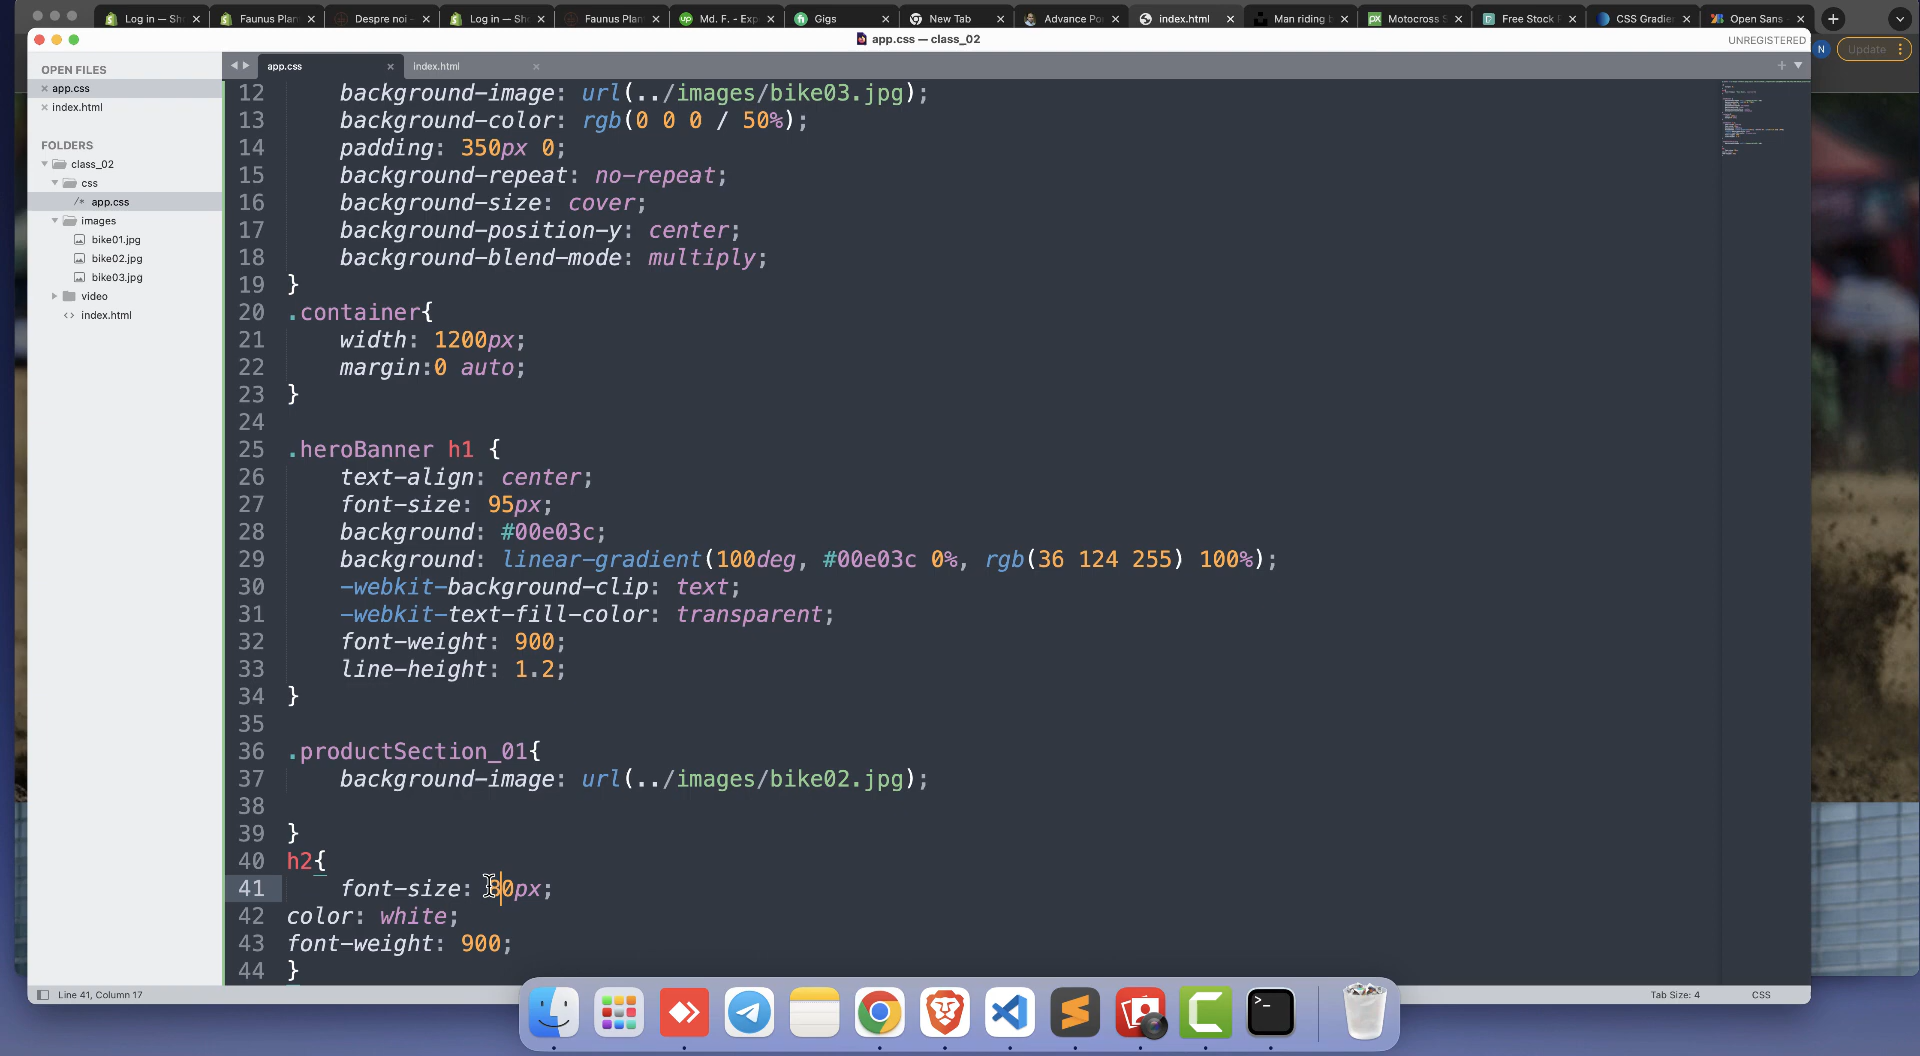 Log in — Sh
Faunus Plan
Despre noi -
Log in — Sh
Faunus Plan
Md. F. - Exp
Gigs
New Tab
Advance Po
index.html
Man riding
Motocross S
Free Stock F
CSS Gradie
Open Sans
app.css — class_02
UNREGISTERED
N
Update
OPEN FILES
app.css
index.html
FOLDERS
class_02
css
/* app.css
images
bike01.jpg
bike02.jpg
bike03.jpg
video
<> index.html
app.css
index.html
12 background-image: url(../images/bike03.jpg);
13 background-color: rgb(0 0 0 / 50%);
14 padding: 350px 0;
15 background-repeat: no-repeat;
16 background-size: cover;
17 background-position-y: center;
18 background-blend-mode: multiply;
19 }
20 .container{
21 width: 1200px;
22 margin:0 auto;
23 }
24
25 .heroBanner h1 {
26 text-align: center;
27 font-size: 95px;
28 background: #00e03c;
29 background: linear-gradient(100deg, #00e03c 0%, rgb(36 124 255) 100%);
30 -webkit-background-clip: text;
31 -webkit-text-fill-color: transparent;
32 font-weight: 900;
33 line-height: 1.2;
34 }
35
36 .productSection_01{
37 background-image: url(../images/bike02.jpg);
38
39 }
40 h2{
41 font-size: 80px;
42 color: white;
43 font-weight: 900;
44 }
Line 41, Column 17
Tab Size: 4
CSS